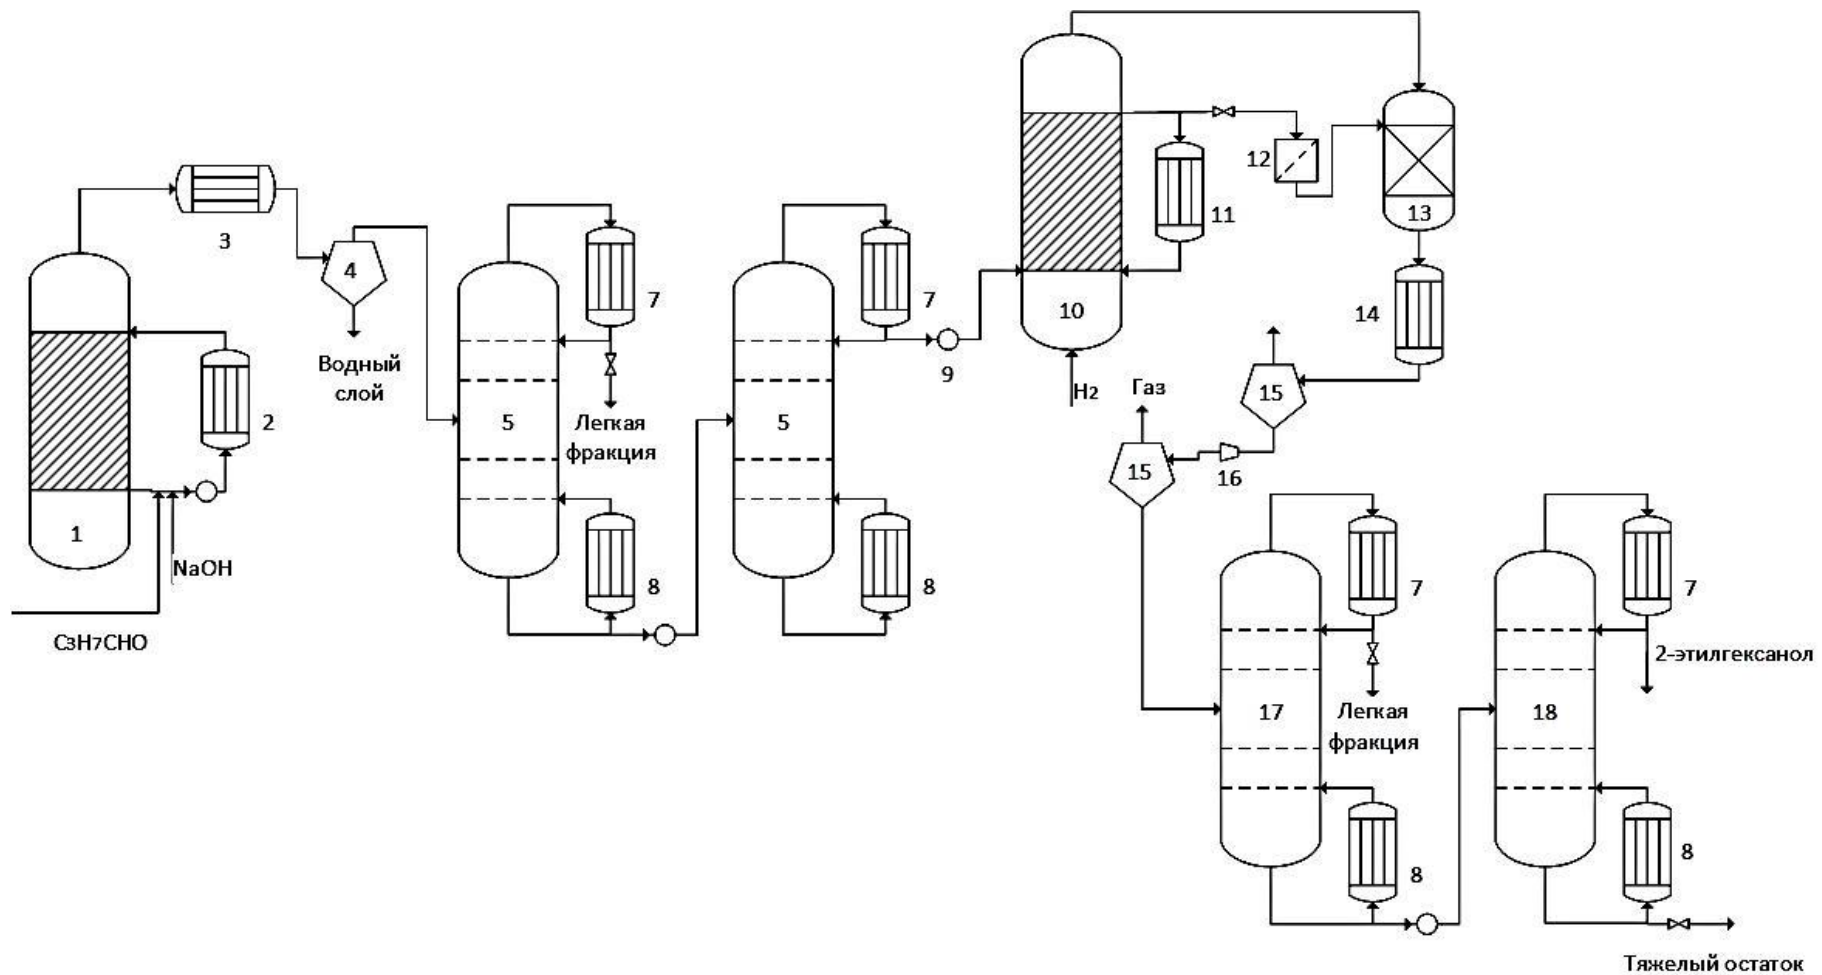 3
4
Водный
слой
2
1
NaOH
C3H7CHO
7
5
Легкая
фракция
8
7
5
8
9
10
H2
11
12
13
14
15
Газ
15
16
7
17
Легкая
фракция
8
7
18
2-этилгексанол
8
Тяжелый остаток